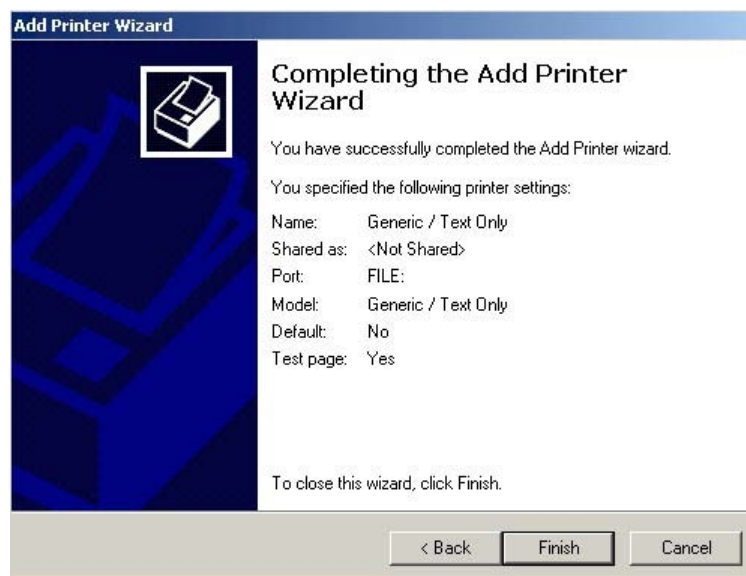 Add Printer Wizard
Completing the Add Printer
Wizard
You have successfully completed the Add Printer wizard.
You specified the following printer settings:
Name: Generic / Text Only
Shared as: <Not Shared>
Port: FILE:
Model: Generic / Text Only
Default: No
Test page: Yes
To close this wizard, click Finish.
< Back Finish Cancel